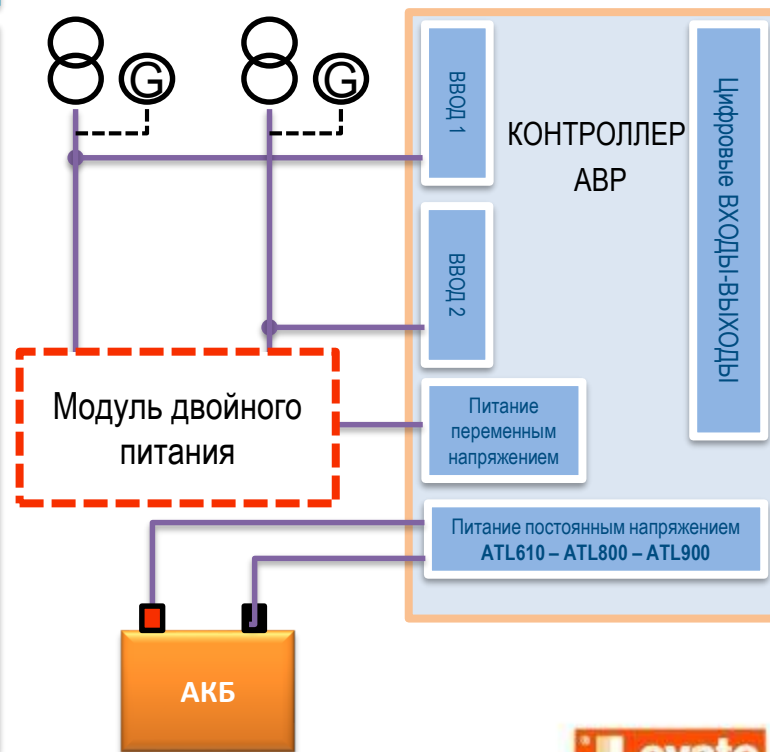 G
G
ВВОД 1
КОНТРОЛЛЕР
АВР
Цифровые ВХОДЫ-ВЫХОДЫ
ВВОД 2
Модуль двойного
питания
Питание
переменным
напряжением
Питание постоянным напряжением
ATL610 – ATL800 – ATL900
АКБ